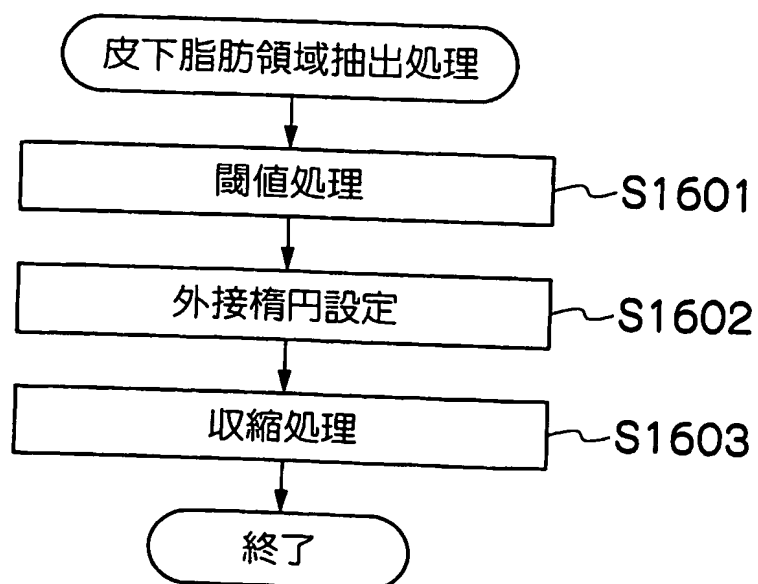 皮下脂肪領域抽出処理
閾値処理
S1601
外接楕円設定
S1602
収縮処理
S1603
終了